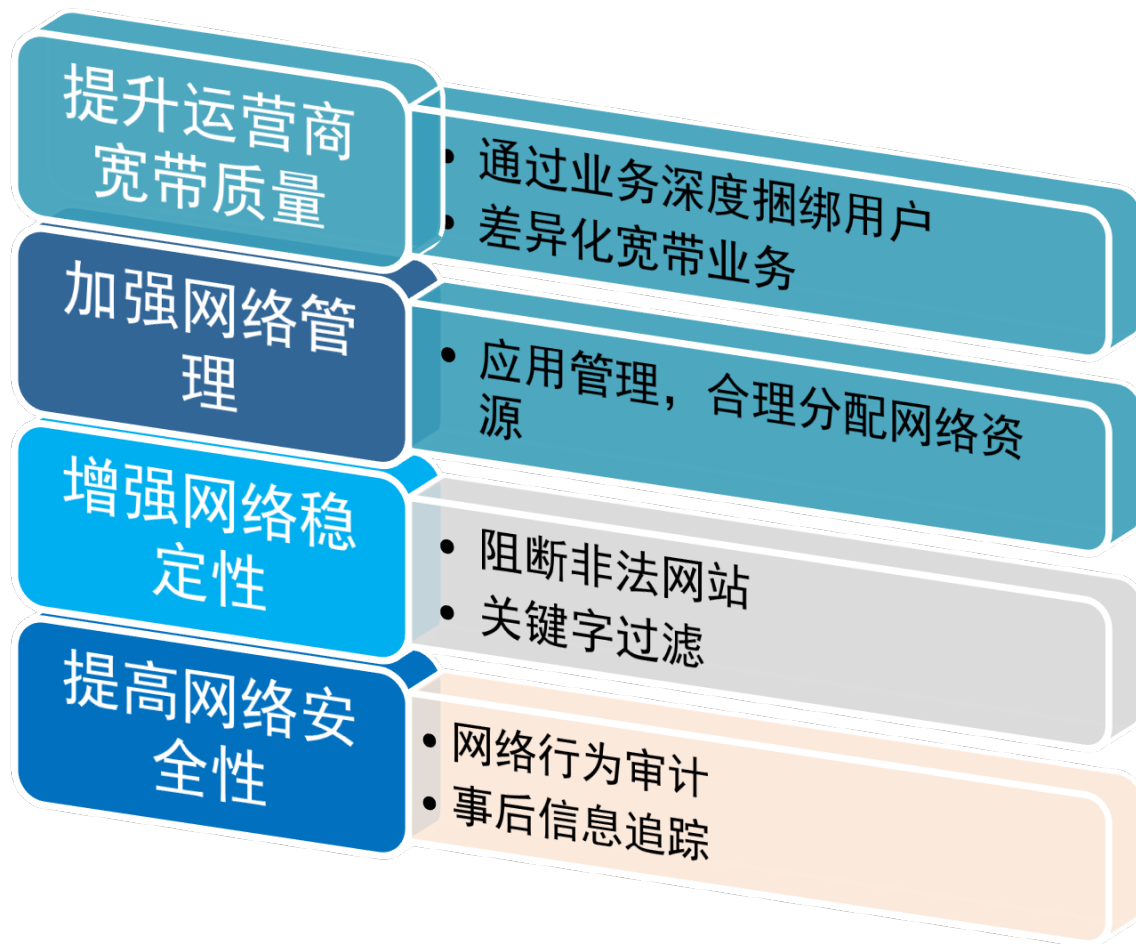 提升运营商
宽带质量
• 通过业务深度捆绑用户
• 差异化宽带业务
加强网络管
理
• 应用管理，合理分配网络资
源
增强网络稳
定性
• 阻断非法网站
• 关键字过滤
提高网络安
全性
• 网络行为审计
• 事后信息追踪